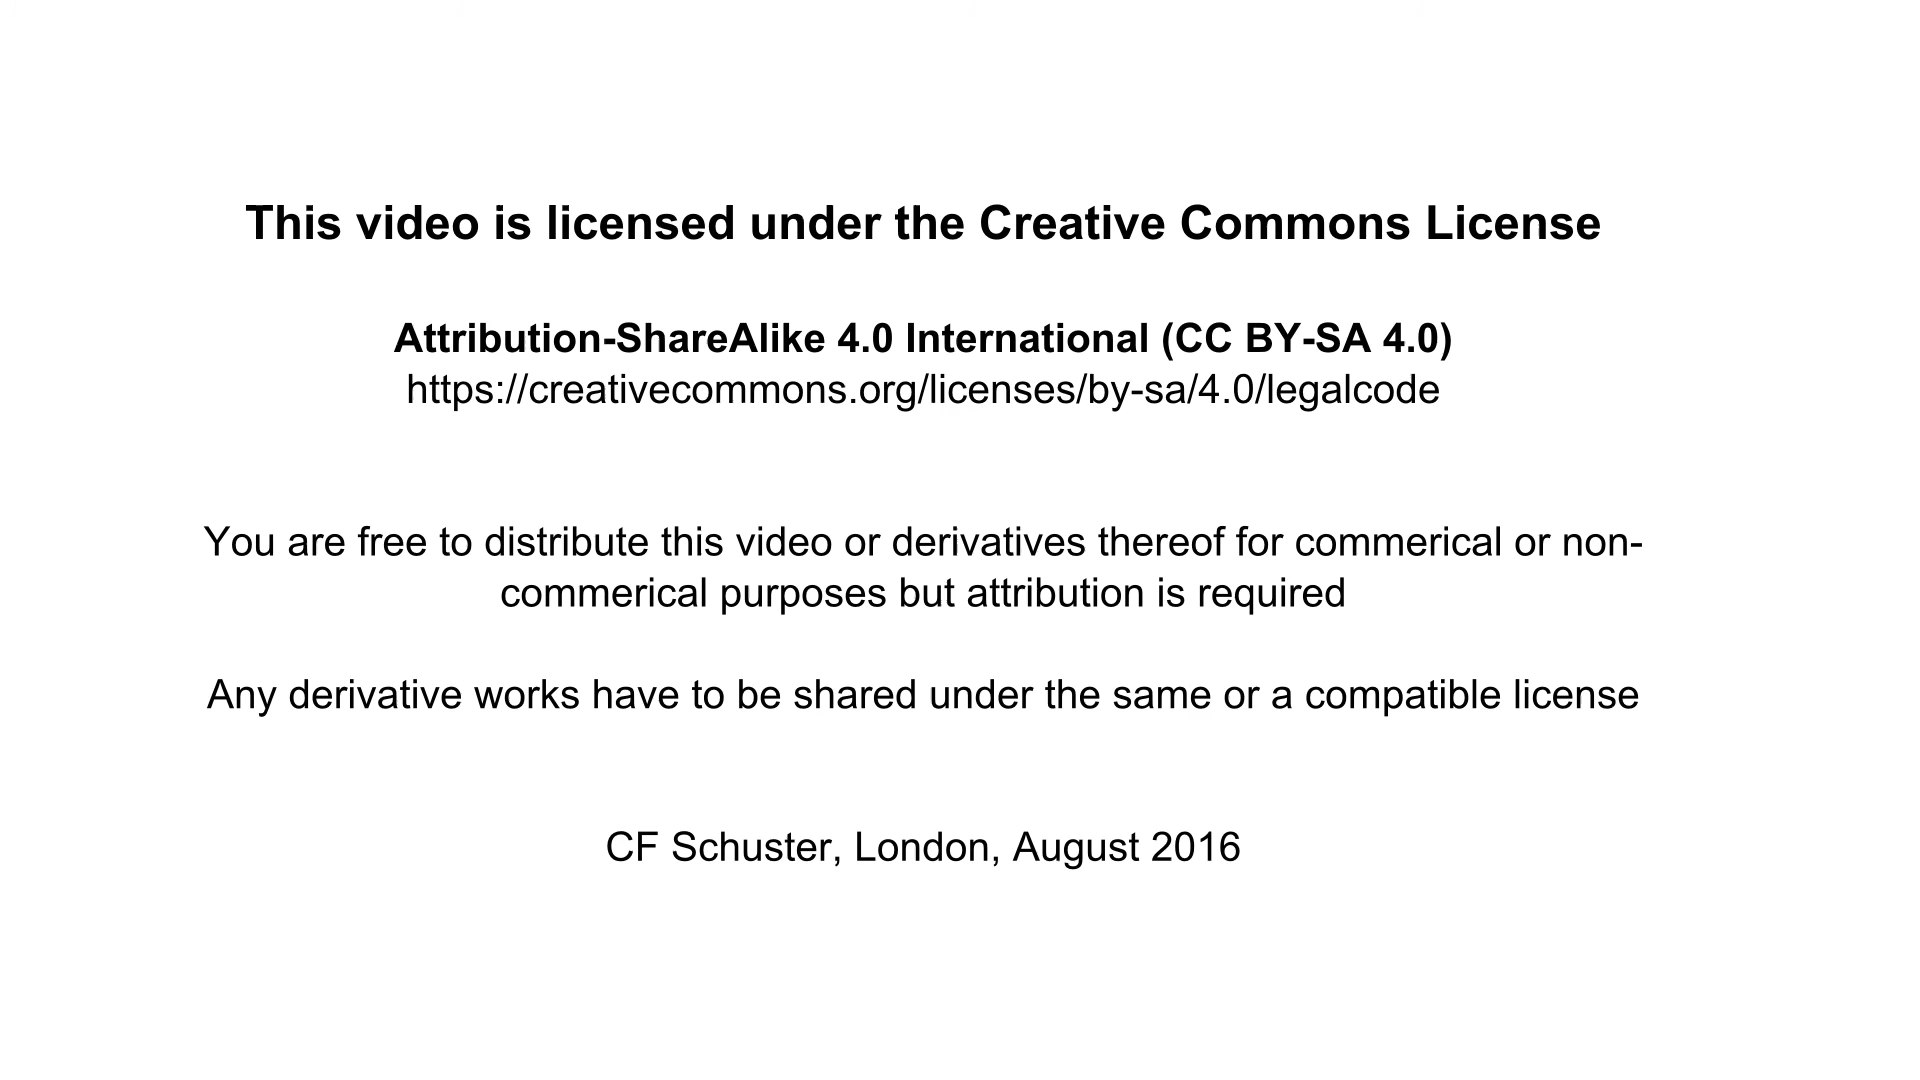 This video is licensed under the Creative Commons License
Attribution-ShareAlike 4.0 International (CC BY-SA 4.0)
https://creativecommons.org/licenses/by-sa/4.0/legalcode
You are free to distribute this video or derivatives thereof for commerical or non-
commerical purposes but attribution is required
Any derivative works have to be shared under the same or a compatible license
CF Schuster, London, August 2016